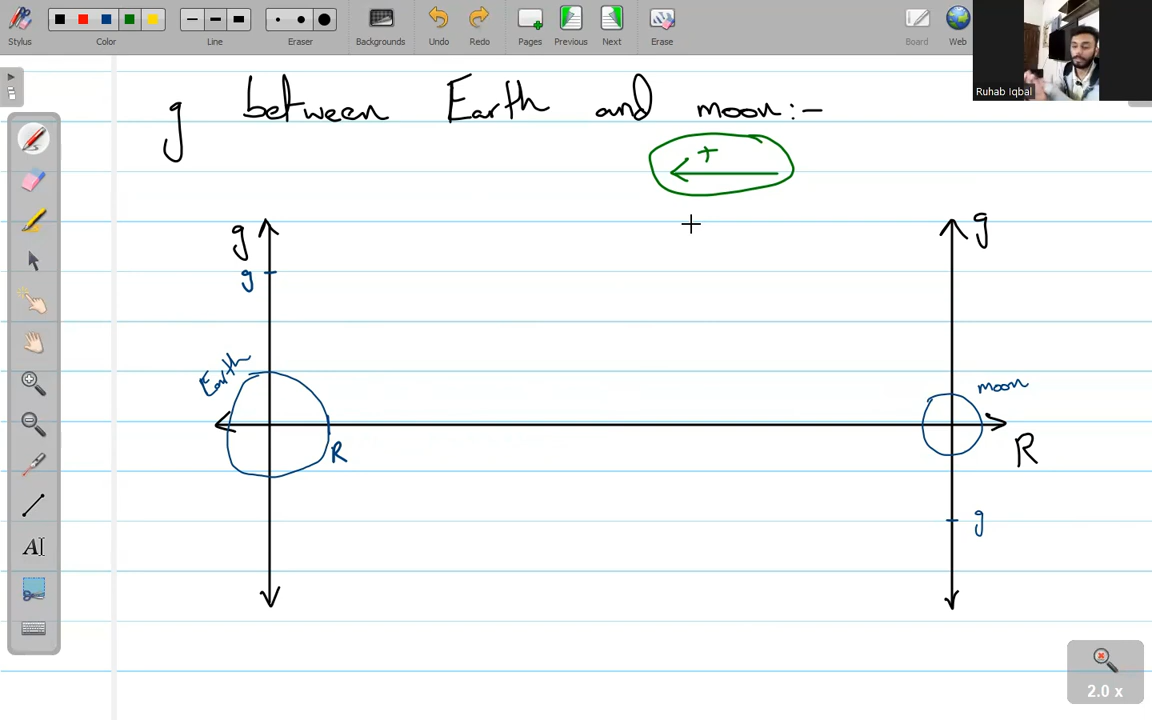 Stylus
Color
Line
Eraser
Backgrounds
Undo
Redo
Pages
Previous
Next
Erase
Board
Web
Ruhab Iqbal
g between Earth and moon:-
+
g
g
g
Earth
moon
R
R
g
AI
2.0 x